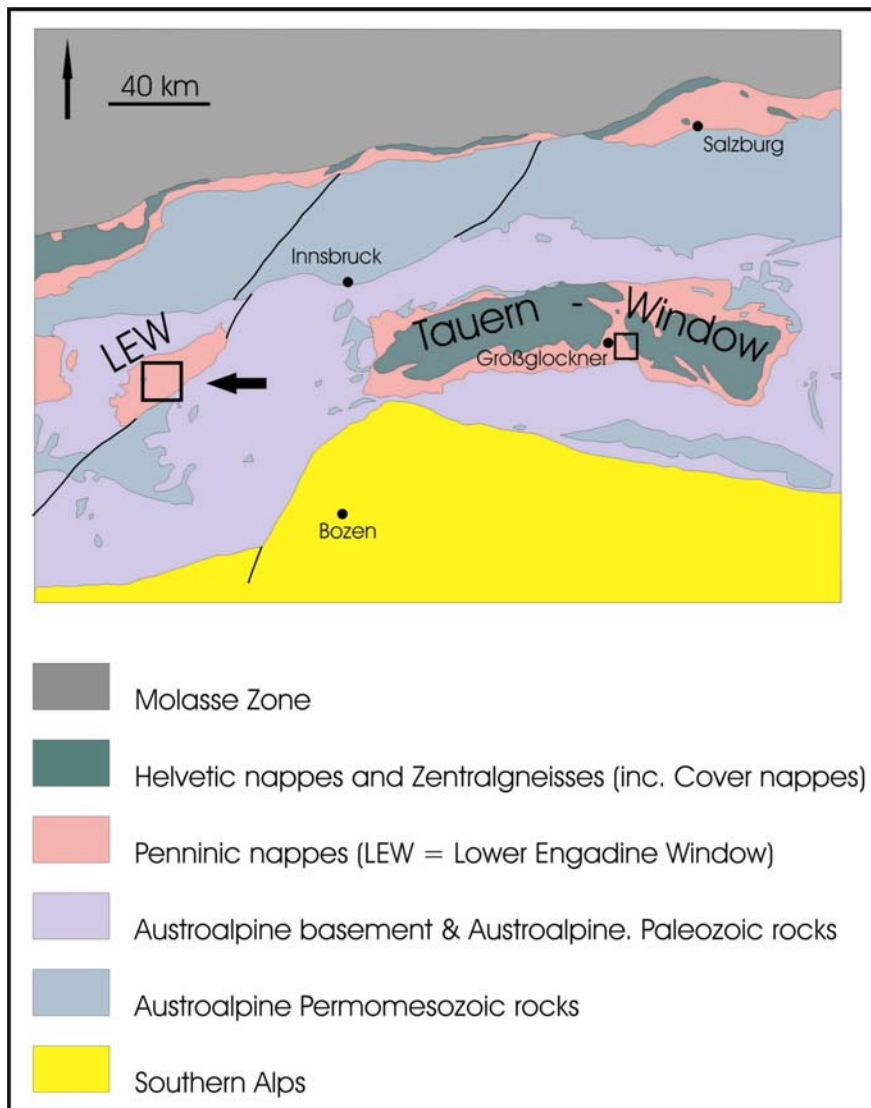 40 km
Salzburg
Innsbruck
LEW
Tauern - Window
Großglockner
Bozen
Molasse Zone
Helvetic nappes and Zentralgneisses (inc. Cover nappes)
Penninic nappes (LEW = Lower Engadine Window)
Austroalpine basement & Austroalpine. Paleozoic rocks
Austroalpine Permomesozoic rocks
Southern Alps